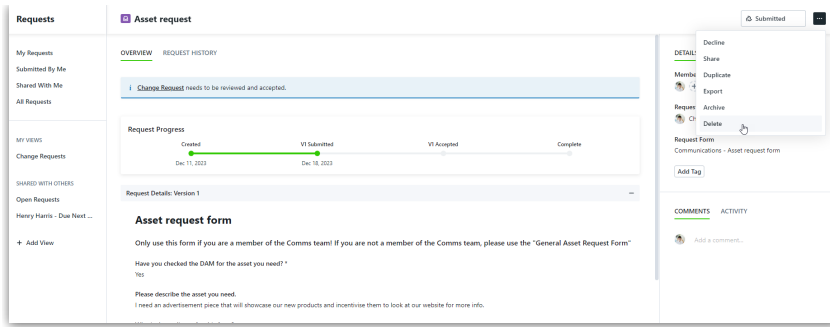 Requests
Asset request
Submitted
...
My Requests
Submitted By Me
Shared With Me
All Requests
MY VIEWS
Change Requests
SHARED WITH OTHERS
Open Requests
Henry Harris - Due Next ...
+ Add View
OVERVIEW REQUEST HISTORY
i Change Request needs to be reviewed and accepted.
Request Progress
Created V1 Submitted V1 Accepted Complete
Dec 11, 2023 Dec 18, 2023
Request Details: Version 1
Asset request form
Only use this form if you are a member of the Comms team! If you are not a member of the Comms team, please use the "General Asset Request Form"
Have you checked the DAM for the asset you need? *
Yes
Please describe the asset you need.
I need an advertisement piece that will showcase our new products and incentivise them to look at our website for more info.
DETAILS
Decline
Share
Duplicate
Export
Archive
Delete
Request Form
Communications - Asset request form
Add Tag
COMMENTS ACTIVITY
Add a comment...